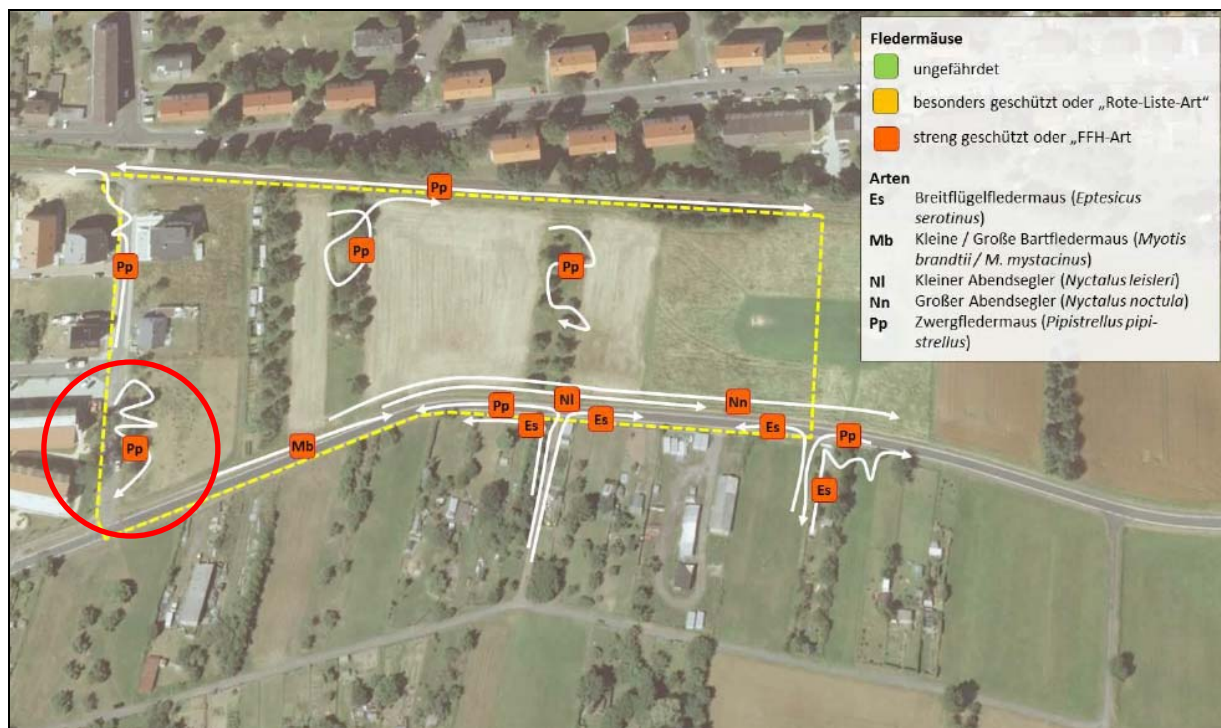 Fledermäuse
ungefährdet
besonders geschützt oder „Rote-Liste-Art“
streng geschützt oder „FFH-Art
Arten
Es Breitflügelfledermaus (Eptesicus
serotinus)
Mb Kleine / Große Bartfledermaus (Myotis
brandtii / M. mystacinus)
Nl Kleiner Abendsegler (Nyctalus leisleri)
Nn Großer Abendsegler (Nyctalus noctula)
Pp Zwergfledermaus (Pipistrellus pipi-
strellus)
Pp
Pp
Pp
Pp
Pp
Mb
Pp
Es
Nl
Es
Nn
Es
Pp
Es